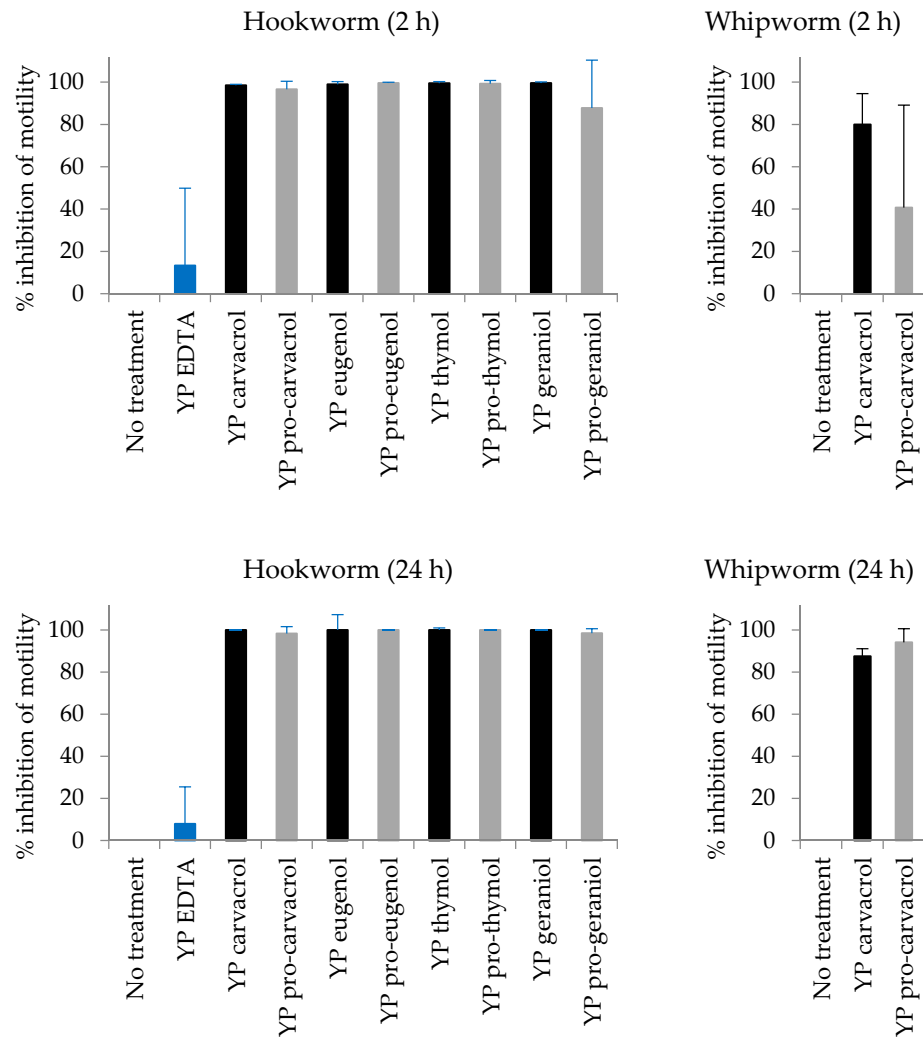 Hookworm (2 h)
% inhibition of motility
100
80
60
40
20
0
No treatment
YP EDTA
YP carvacrol
YP pro-carvacrol
YP eugenol
YP pro-eugenol
YP thymol
YP pro-thymol
YP geraniol
YP pro-geraniol
Whipworm (2 h)
% inhibition of motility
100
80
60
40
20
0
No treatment
YP carvacrol
YP pro-carvacrol
Hookworm (24 h)
% inhibition of motility
100
80
60
40
20
0
No treatment
YP EDTA
YP carvacrol
YP pro-carvacrol
YP eugenol
YP pro-eugenol
YP thymol
YP pro-thymol
YP geraniol
YP pro-geraniol
Whipworm (24 h)
% inhibition of motility
100
80
60
40
20
0
No treatment
YP carvacrol
YP pro-carvacrol